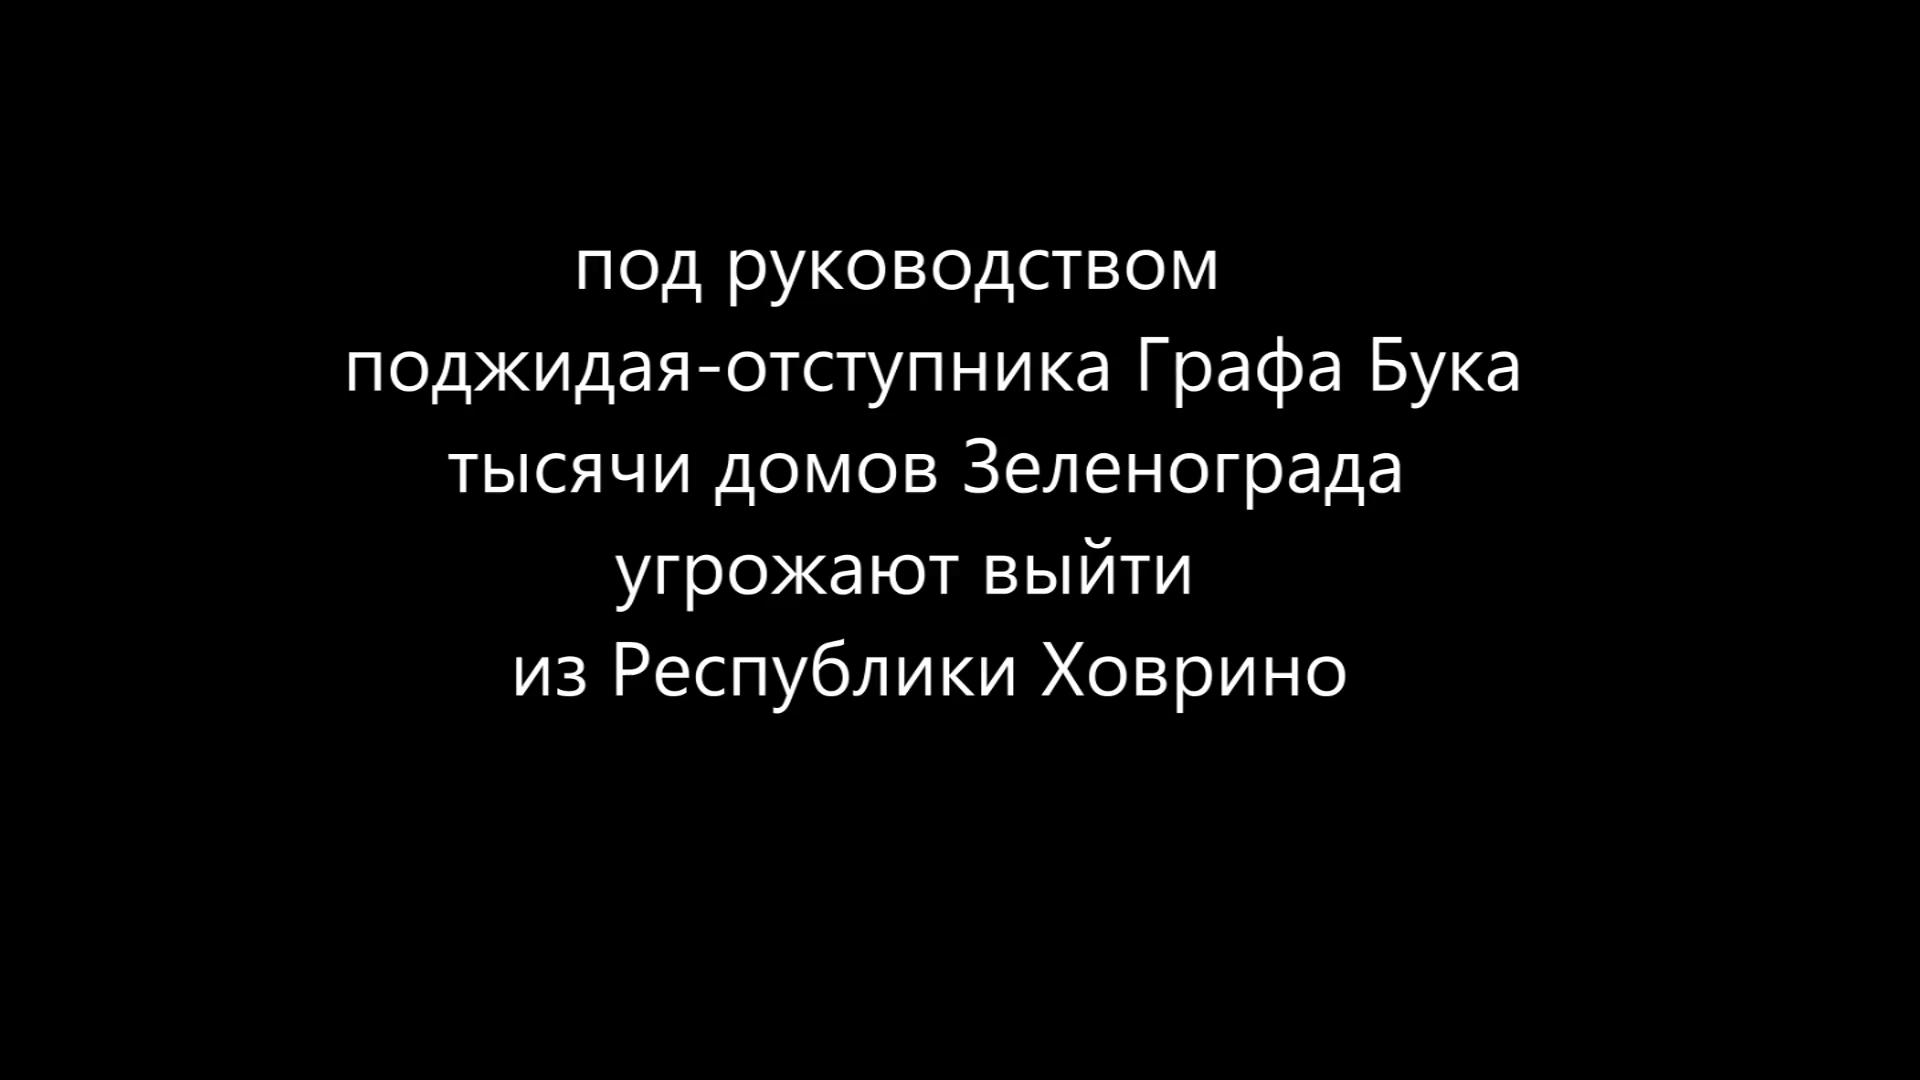 под руководством
поджидая-отступника Графа Бука
тысячи домов Зеленограда
угрожают выйти
из Республики Ховрино